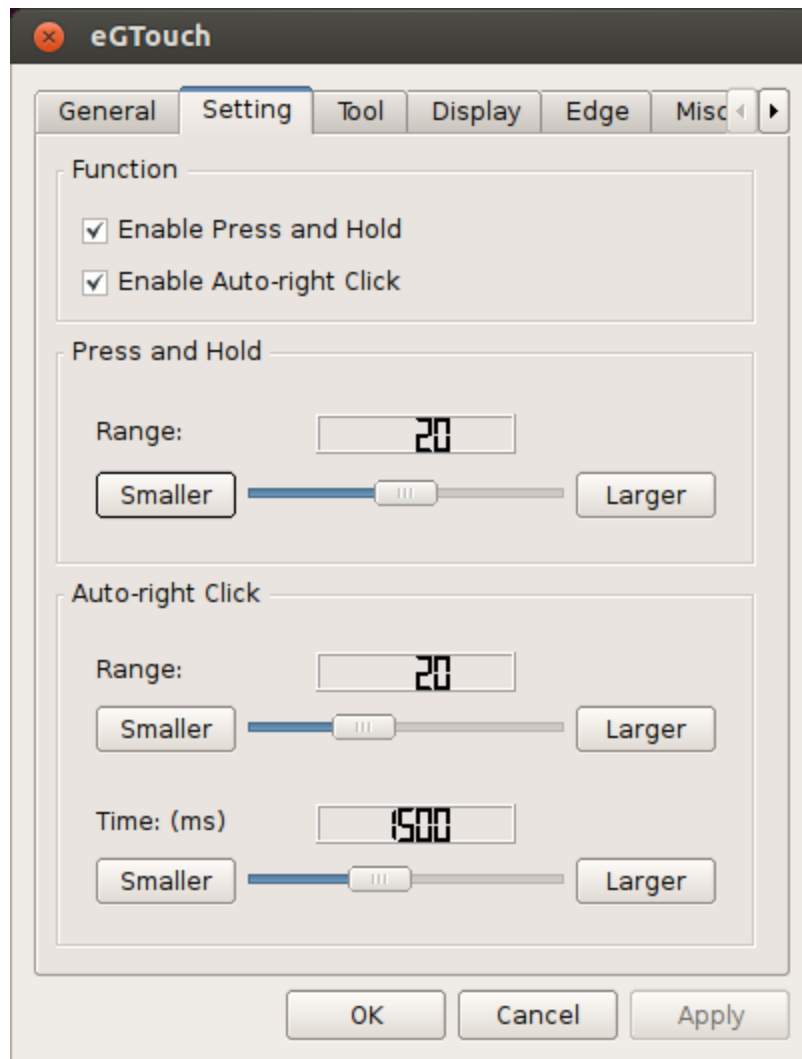 eGTouch
General Setting Tool Display Edge Misc
Function
Enable Press and Hold
Enable Auto-right Click
Press and Hold
Range: 20
Smaller Larger
Auto-right Click
Range: 20
Smaller Larger
Time: (ms) 1500
Smaller Larger
OK Cancel Apply